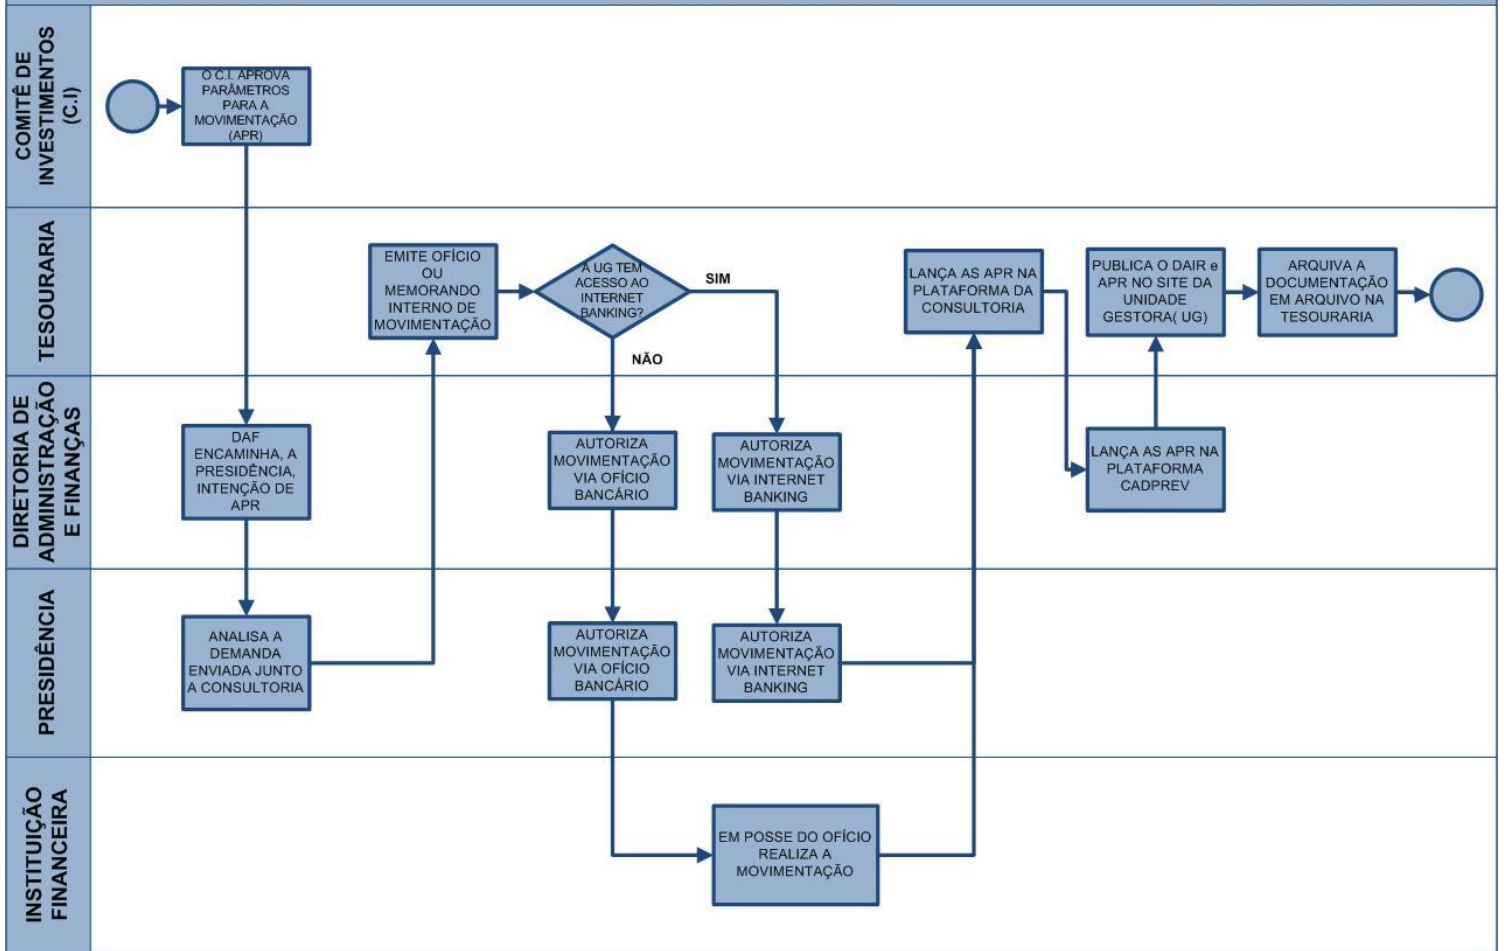 COMITÊ DE
INVESTIMENTOS
(C.I)
O C.I. APROVA
PARÂMETROS
PARA A
MOVIMENTAÇÃO
(APR)
TESOURARIA
EMITE OFÍCIO
OU
MEMORANDO
INTERNO DE
MOVIMENTAÇÃO
A UG TEM
ACESSO AO
INTERNET
BANKING?
SIM
NÃO
LANÇA AS APR NA
PLATAFORMA DA
CONSULTORIA
PUBLICA O DAIR e
APR NO SITE DA
UNIDADE
GESTORA( UG)
ARQUIVA A
DOCUMENTAÇÃO
EM ARQUIVO NA
TESOURARIA
DIRETORIA DE
ADMINISTRAÇÃO
E FINANÇAS
DAF
ENCAMINHA, A
PRESIDÊNCIA,
INTENÇÃO DE
APR
AUTORIZA
MOVIMENTAÇÃO
VIA OFÍCIO
BANCÁRIO
AUTORIZA
MOVIMENTAÇÃO
VIA INTERNET
BANKING
LANÇA AS APR NA
PLATAFORMA
CADPREV
PRESIDÊNCIA
ANALISA A
DEMANDA
ENVIADA JUNTO
A CONSULTORIA
AUTORIZA
MOVIMENTAÇÃO
VIA OFÍCIO
BANCÁRIO
AUTORIZA
MOVIMENTAÇÃO
VIA INTERNET
BANKING
INSTITUIÇÃO
FINANCEIRA
EM POSSE DO OFÍCIO
REALIZA A
MOVIMENTAÇÃO